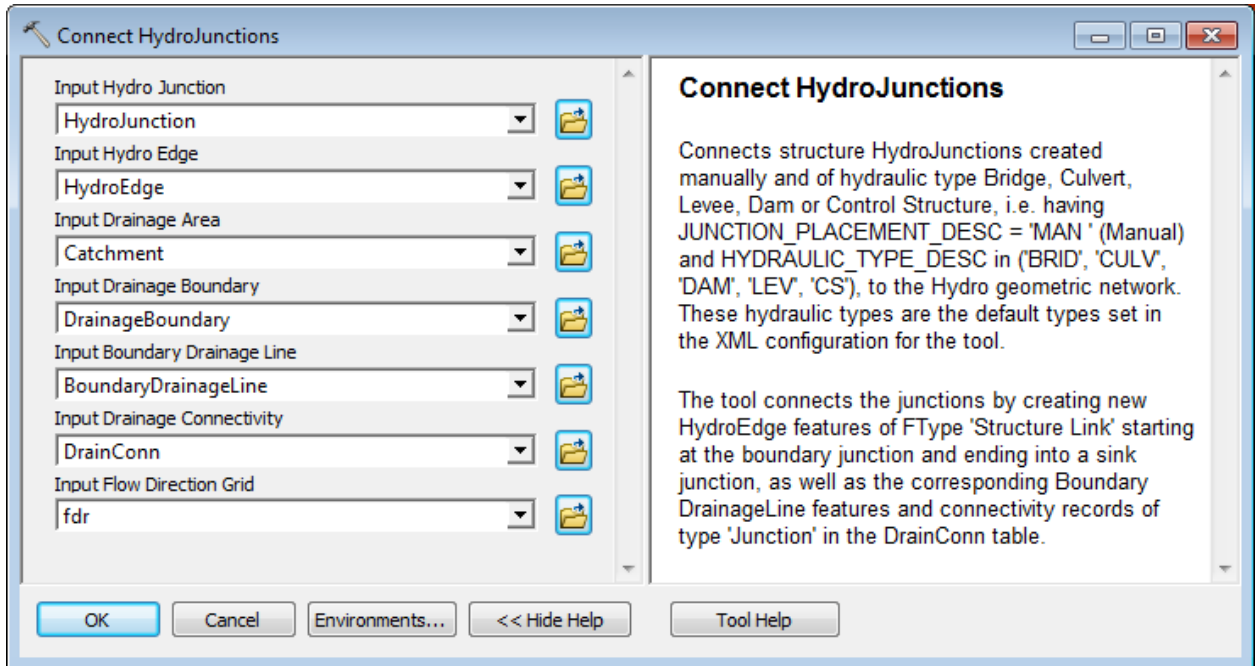 Connect HydroJunctions
Input Hydro Junction
HydroJunction
Input Hydro Edge
HydroEdge
Input Drainage Area
Catchment
Input Drainage Boundary
DrainageBoundary
Input Boundary Drainage Line
BoundaryDrainageLine
Input Drainage Connectivity
DrainConn
Input Flow Direction Grid
fdr
Connect HydroJunctions
Connects structure HydroJunctions created
manually and of hydraulic type Bridge, Culvert,
Levee, Dam or Control Structure, i.e. having
JUNCTION_PLACEMENT_DESC = 'MAN ' (Manual)
and HYDRAULIC_TYPE_DESC in ('BRID', 'CULV',
'DAM', 'LEV', 'CS'), to the Hydro geometric network.
These hydraulic types are the default types set in
the XML configuration for the tool.
The tool connects the junctions by creating new
HydroEdge features of FType 'Structure Link' starting
at the boundary junction and ending into a sink
junction, as well as the corresponding Boundary
DrainageLine features and connectivity records of
type 'Junction' in the DrainConn table.
OK
Cancel
Environments...
<< Hide Help
Tool Help